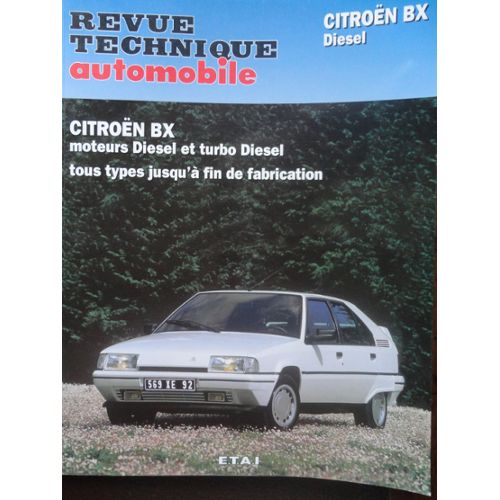 REVUE
TECHNIQUE
automobile
CITROËN BX
Diesel
CITROËN BX
moteurs Diesel et turbo Diesel
tous types jusqu'à fin de fabrication
569 XE 92
E.T.A.I